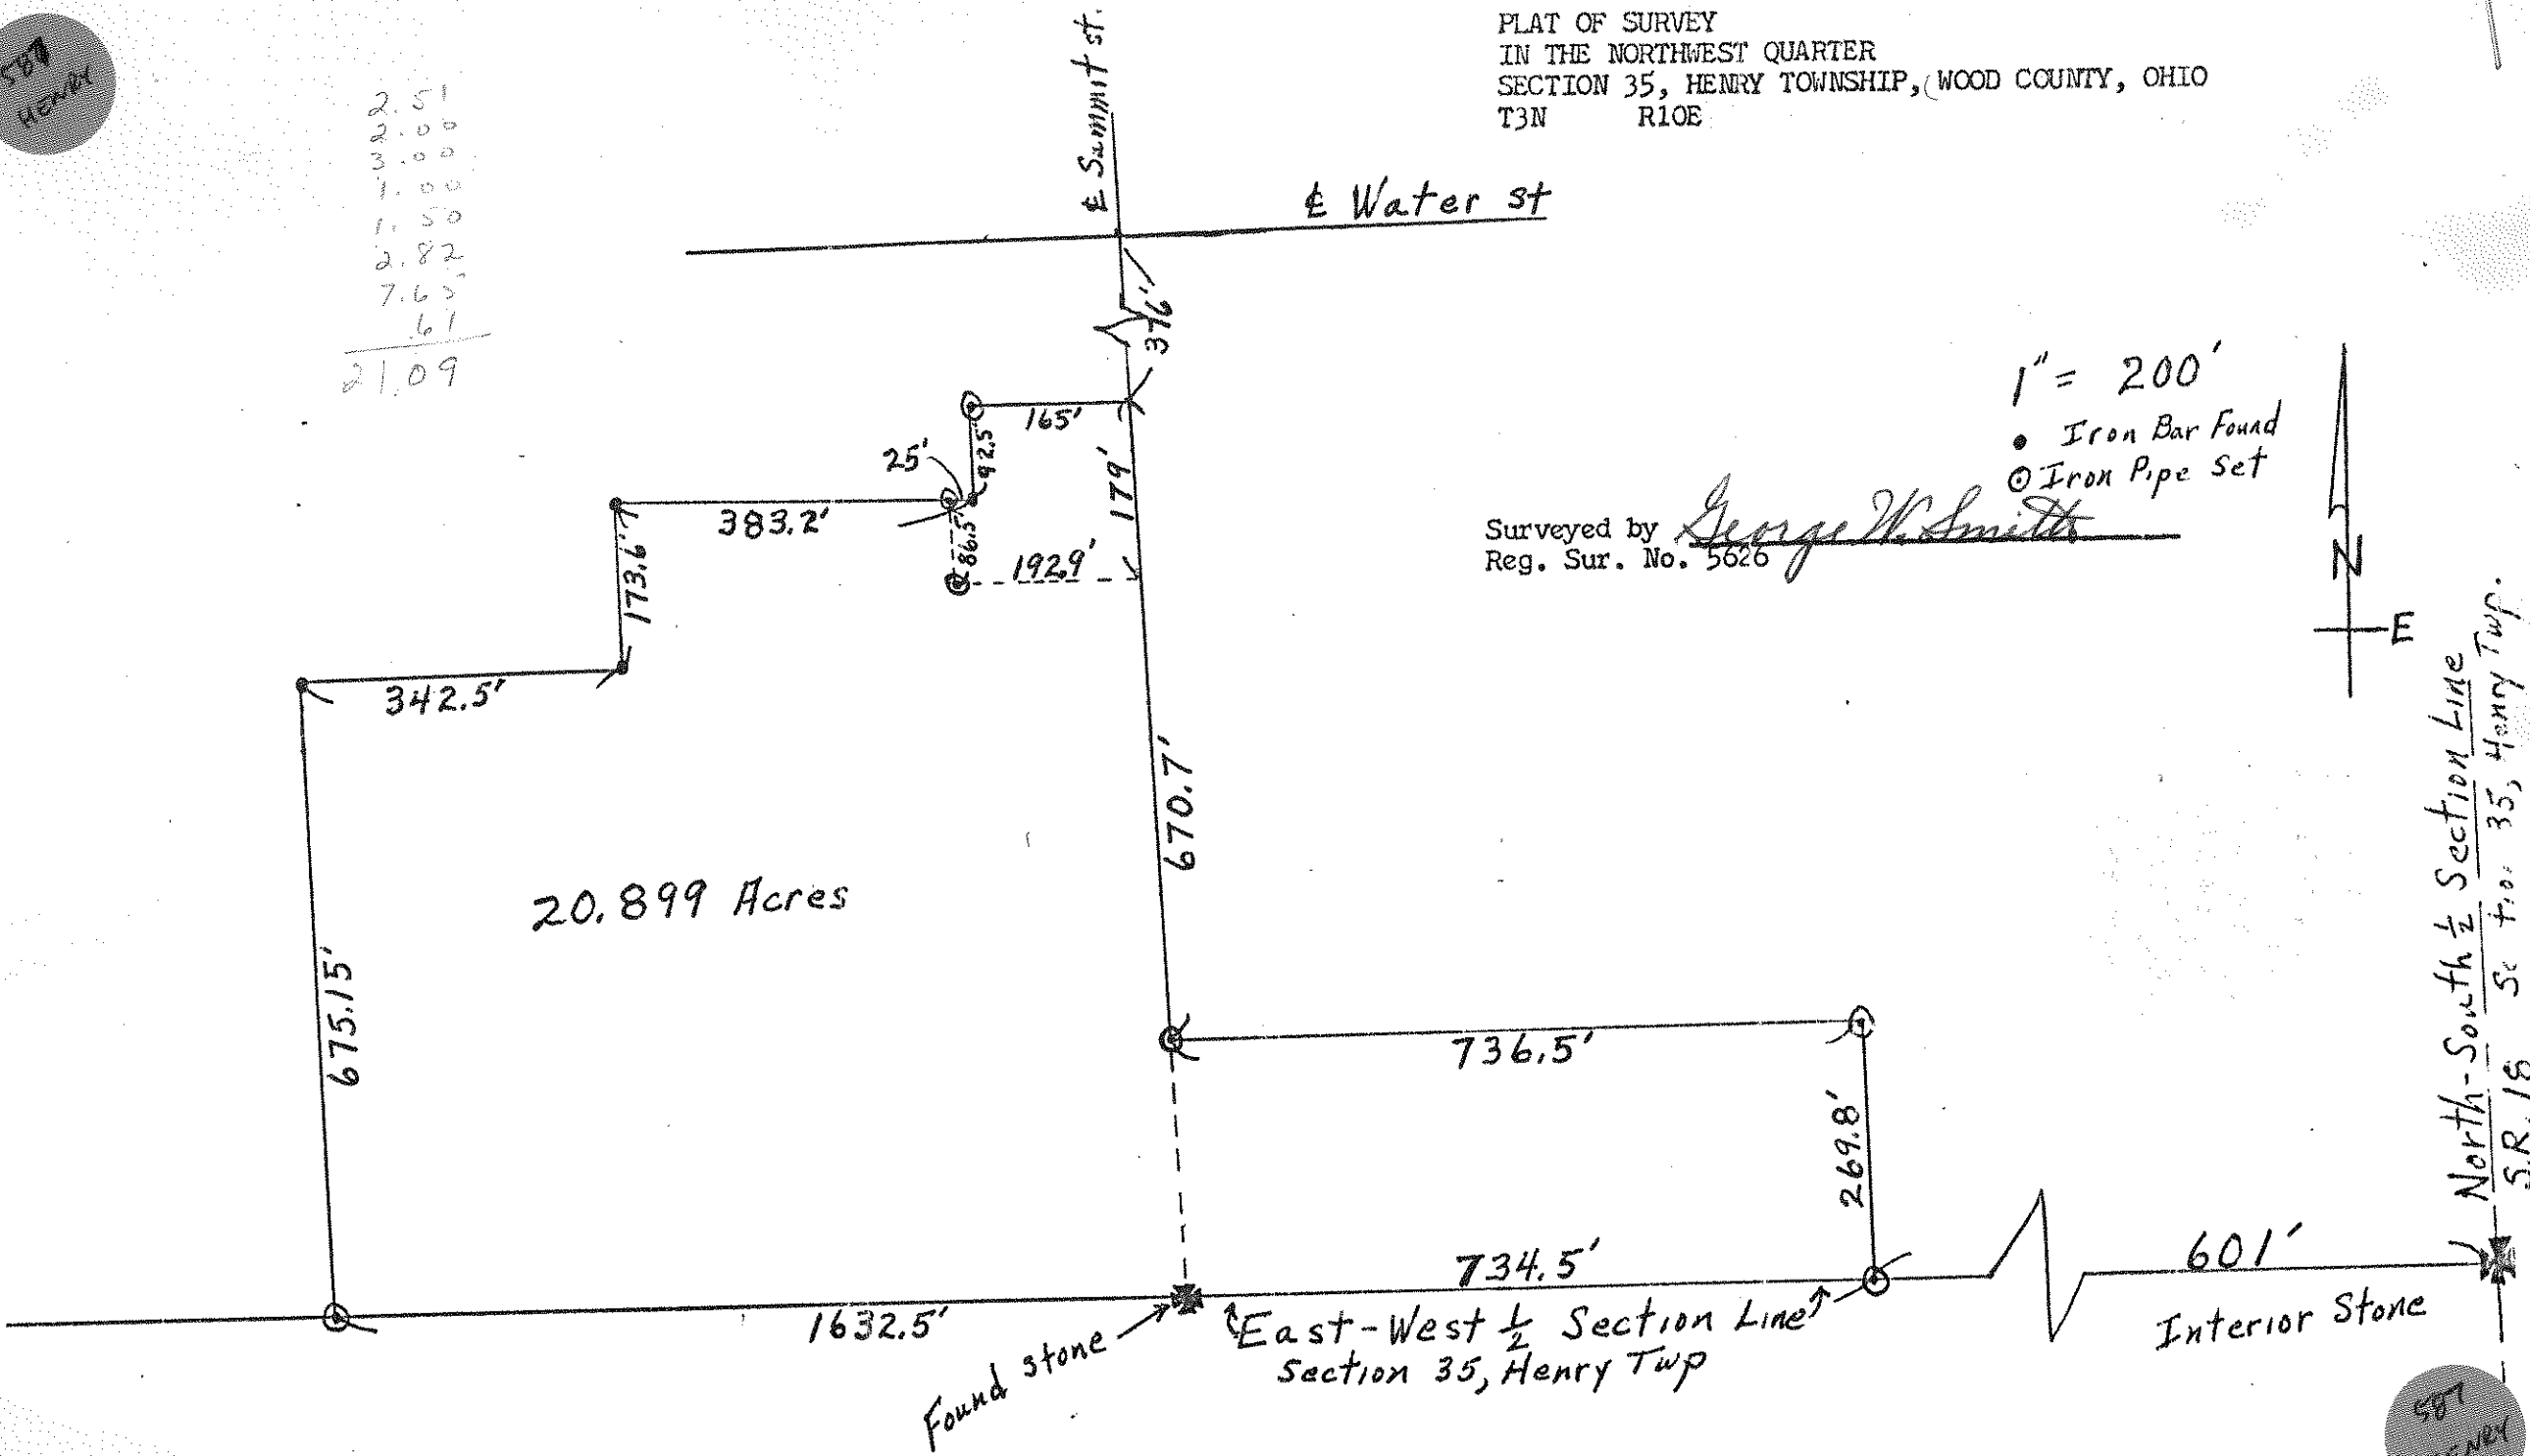 587
HENRY
2.51
2.00
3.00
1.00
1.50
2.82
7.65
.61
21.09
PLAT OF SURVEY
IN THE NORTHWEST QUARTER
SECTION 35, HENRY TOWNSHIP, WOOD COUNTY, OHIO
T3N R10E
℄ Summit st.
℄ Water st
376'
165'
92.5'
25'
179'
383.2'
86.5'
192.9'
173.6'
342.5'
1" = 200'
Iron Bar Found
Iron Pipe Set
Surveyed by George W. Smith
Reg. Sur. No. 5626
N
E
670.7'
20.899 Acres
675.15'
736.5'
269.8'
North-South ½ Section Line
35, Henry Twp.
S.R. 18
734.5'
601'
1632.5'
Found stone
East-West ½ Section Line
Section 35, Henry Twp
Interior Stone
587
HENRY